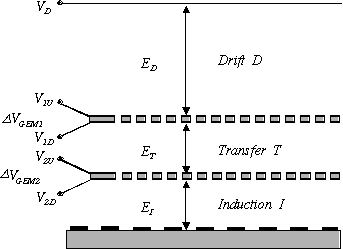 V_D
E_D Drift D
V_1U
ΔV_GEM1
V_1D
E_T Transfer T
V_2U
ΔV_GEM2
V_2D
E_I Induction I